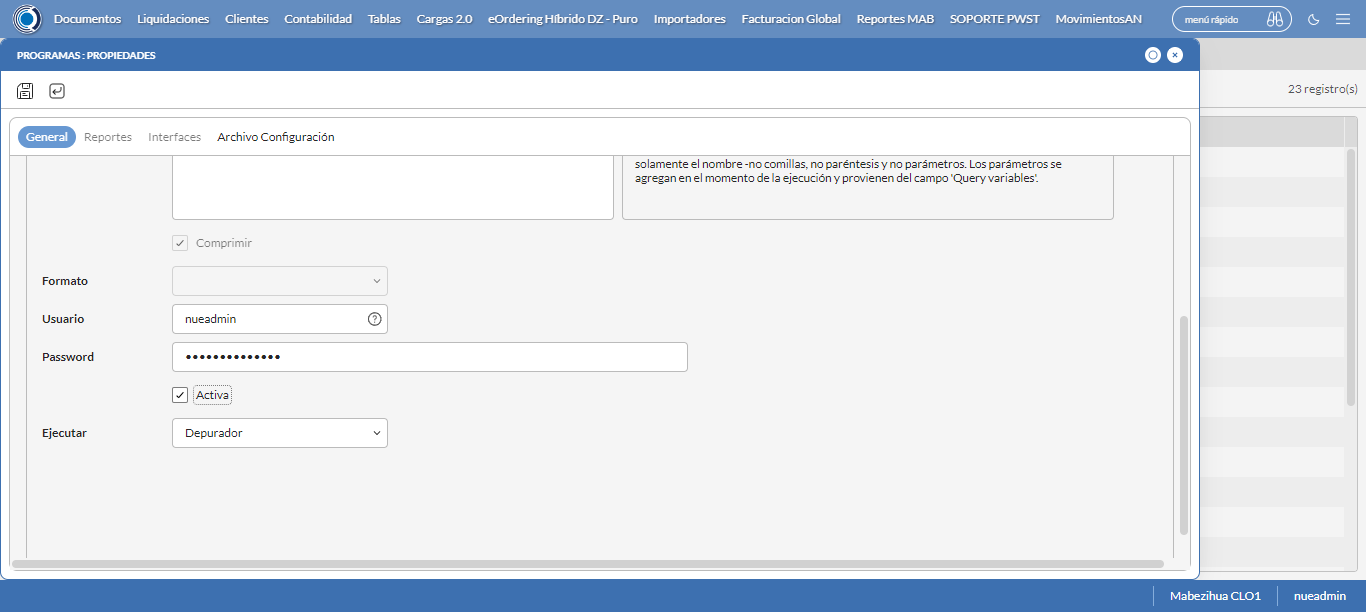 Documentos Liquidaciones Clientes Contabilidad Tablas Cargas 2.0 eOrdering Híbrido DZ - Puro Importadores Facturacion Global Reportes MAB SOPORTE PWST MovimientosAN menú rápido
PROGRAMAS : PROPIEDADES
23 registro(s)
General Reportes Interfaces Archivo Configuración
solamente el nombre -no comillas, no paréntesis y no parámetros. Los parámetros se
agregan en el momento de la ejecución y provienen del campo 'Query variables'.
Comprimir
Formato
Usuario nueadmin
Password ••••••••••••••
Activa
Ejecutar Depurador
Mabezihua CLO1 nueadmin